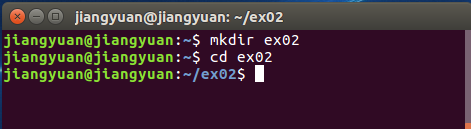 jiangyuan@jiangyuan: ~/ex02
jiangyuan@jiangyuan:~$ mkdir ex02
jiangyuan@jiangyuan:~$ cd ex02
jiangyuan@jiangyuan:~/ex02$